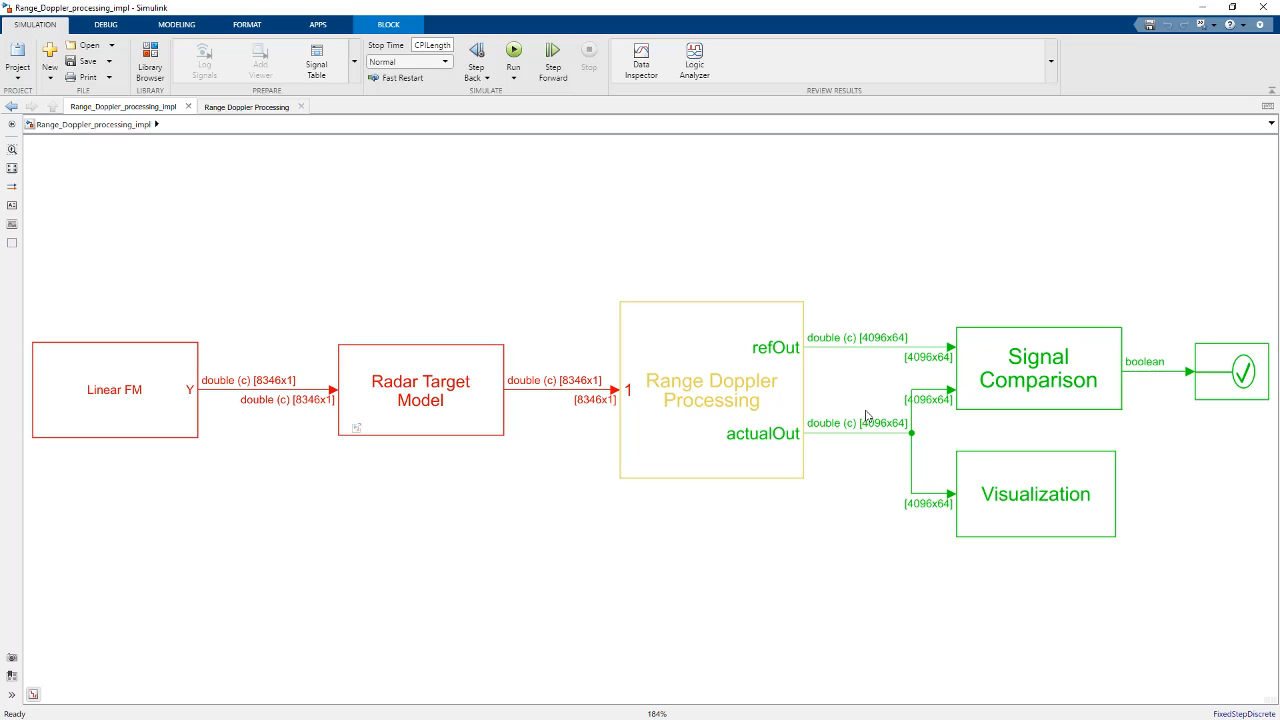 Range_Doppler_processing_impl - Simulink
SIMULATION DEBUG MODELING FORMAT APPS BLOCK
Project New Open Save Print Library Browser Log Signals Add Viewer Signal Table Stop Time CPILength Normal Fast Restart Step Back Run Step Forward Stop Data Inspector Logic Analyzer
PROJECT FILE LIBRARY PREPARE SIMULATE REVIEW RESULTS
Range_Doppler_processing_impl Range Doppler Processing
Range_Doppler_processing_impl
Linear FM Y
double (c) [8346x1]
double (c) [8346x1]
Radar Target
Model
double (c) [8346x1]
[8346x1]
1
Range Doppler
Processing
refOut
actualOut
double (c) [4096x64]
[4096x64]
double (c) [4096x64]
[4096x64]
[4096x64]
Signal
Comparison
boolean
Visualization
Ready 184% FixedStepDiscrete